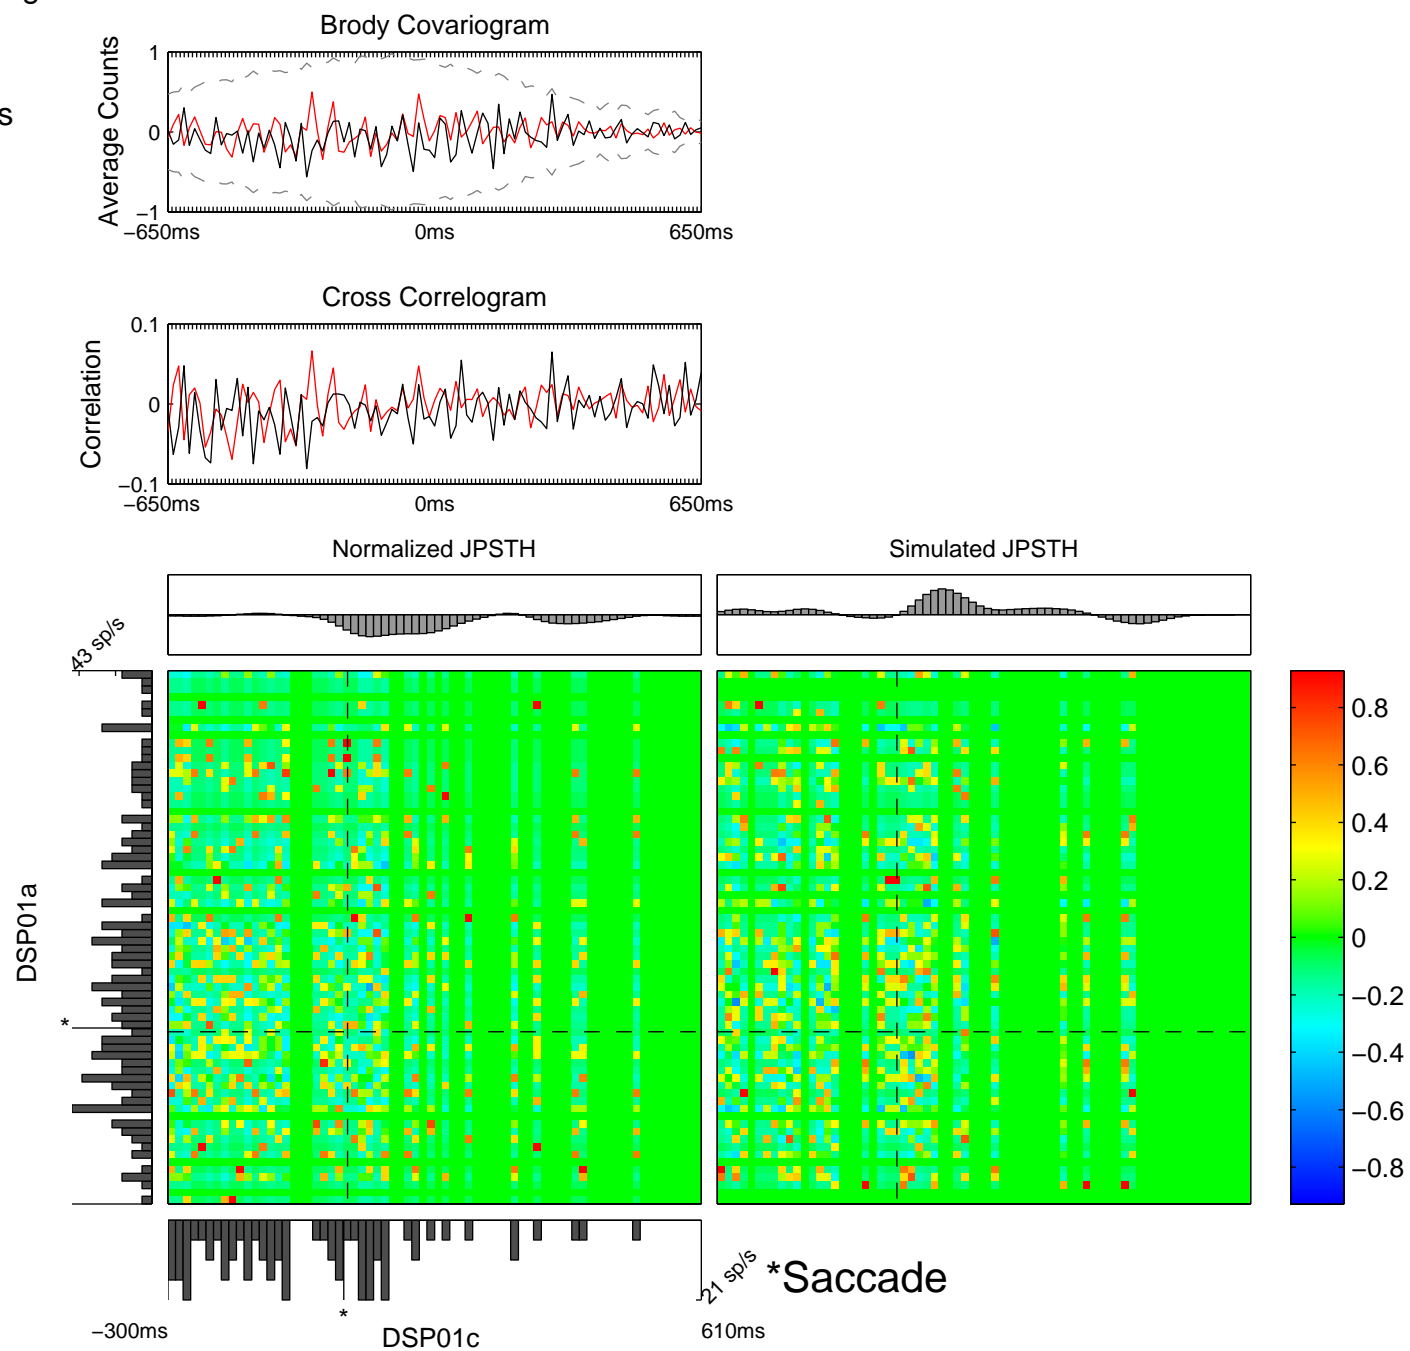 g
Brody Covariogram
s
Average Counts
1
0
−1
−650ms
0ms
650ms
Cross Correlogram
Correlation
0.1
0
−0.1
−650ms
0ms
650ms
Normalized JPSTH
Simulated JPSTH
43 sp/s
DSP01a
*
0.8
0.6
0.4
0.2
0
−0.2
−0.4
−0.6
−0.8
21 sp/s
*Saccade
*
−300ms
DSP01c
610ms